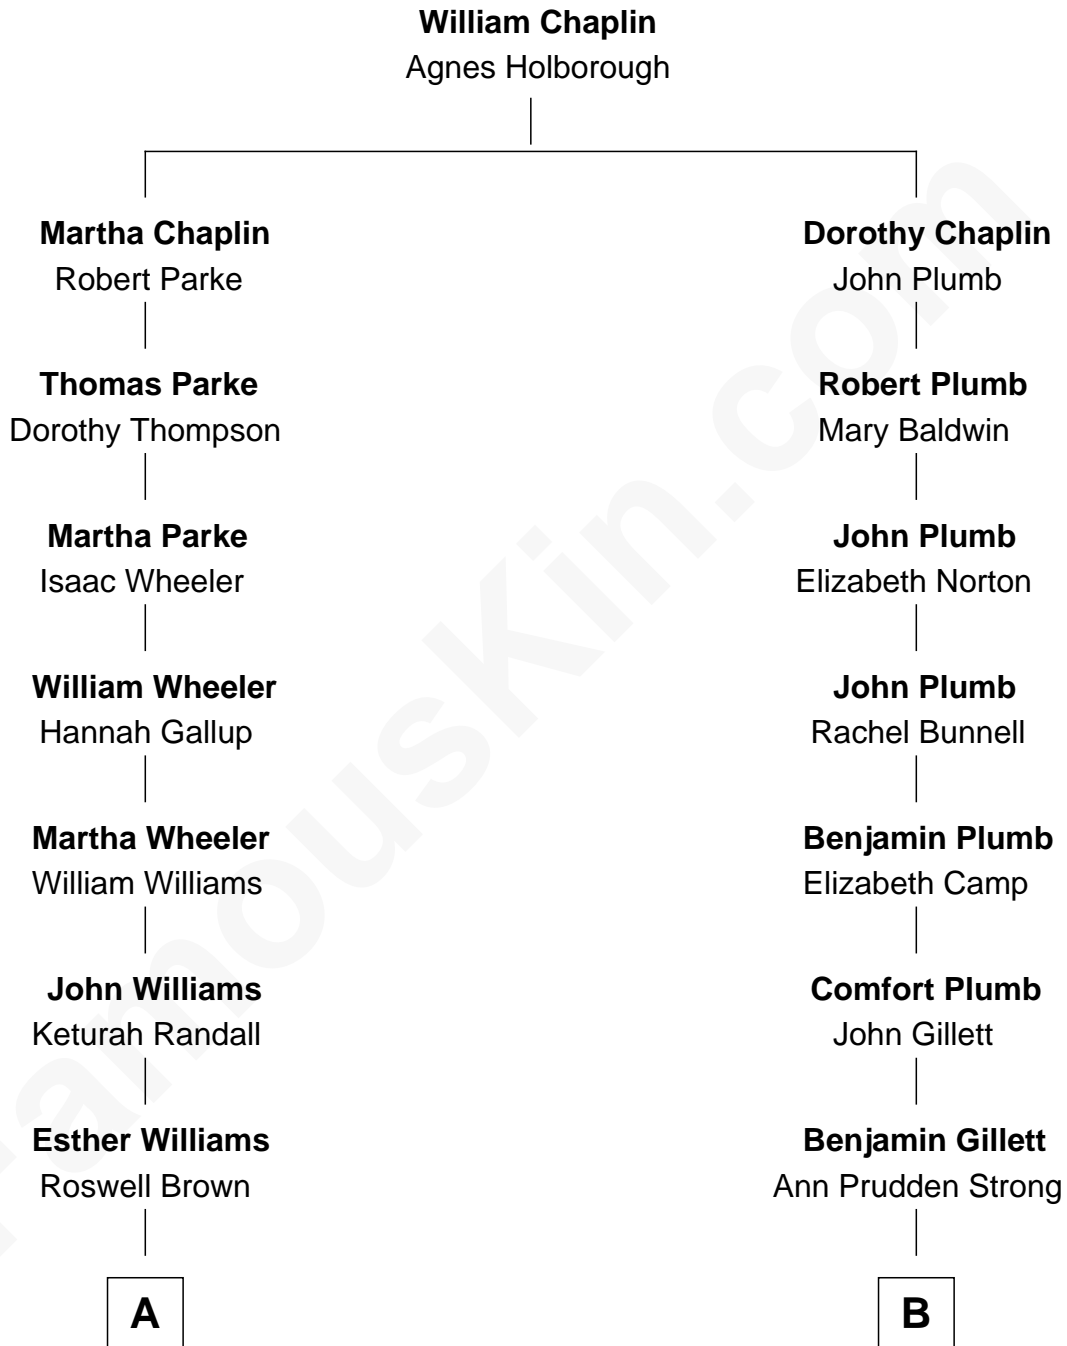 William Chaplin
Agnes Holborough
Martha Chaplin
Robert Parke
Thomas Parke
Dorothy Thompson
Martha Parke
Isaac Wheeler
William Wheeler
Hannah Gallup
Martha Wheeler
William Williams
John Williams
Keturah Randall
Esther Williams
Roswell Brown
A
Dorothy Chaplin
John Plumb
Robert Plumb
Mary Baldwin
John Plumb
Elizabeth Norton
John Plumb
Rachel Bunnell
Benjamin Plumb
Elizabeth Camp
Comfort Plumb
John Gillett
Benjamin Gillett
Ann Prudden Strong
B
FamousKin.com